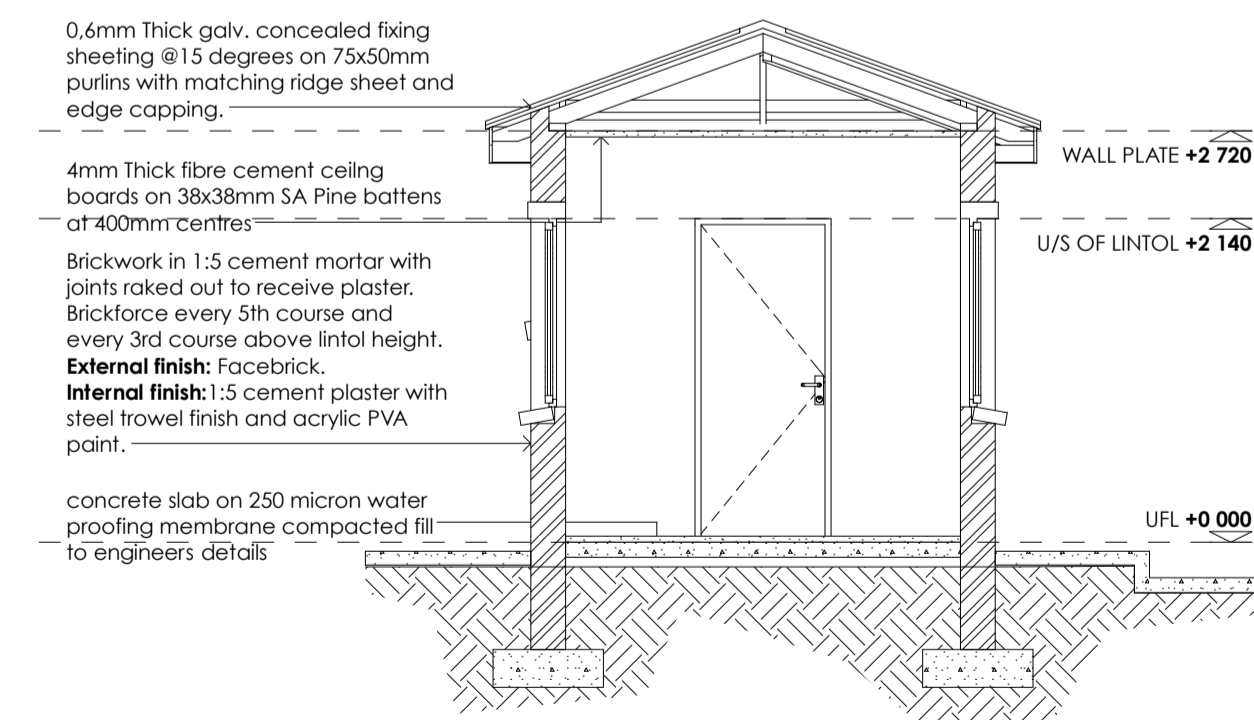 0,6mm Thick galv. concealed fixing
sheeting @15 degrees on 75x50mm
purlins with matching ridge sheet and
edge capping.
WALL PLATE +2 720
4mm Thick fibre cement ceilng
boards on 38x38mm SA Pine battens
at 400mm centres
U/S OF LINTOL +2 140
Brickwork in 1:5 cement mortar with
joints raked out to receive plaster.
Brickforce every 5th course and
every 3rd course above lintol height.
External finish: Facebrick.
Internal finish:1:5 cement plaster with
steel trowel finish and acrylic PVA
paint.
concrete slab on 250 micron water
proofing membrane compacted fill
to engineers details
UFL +0 000